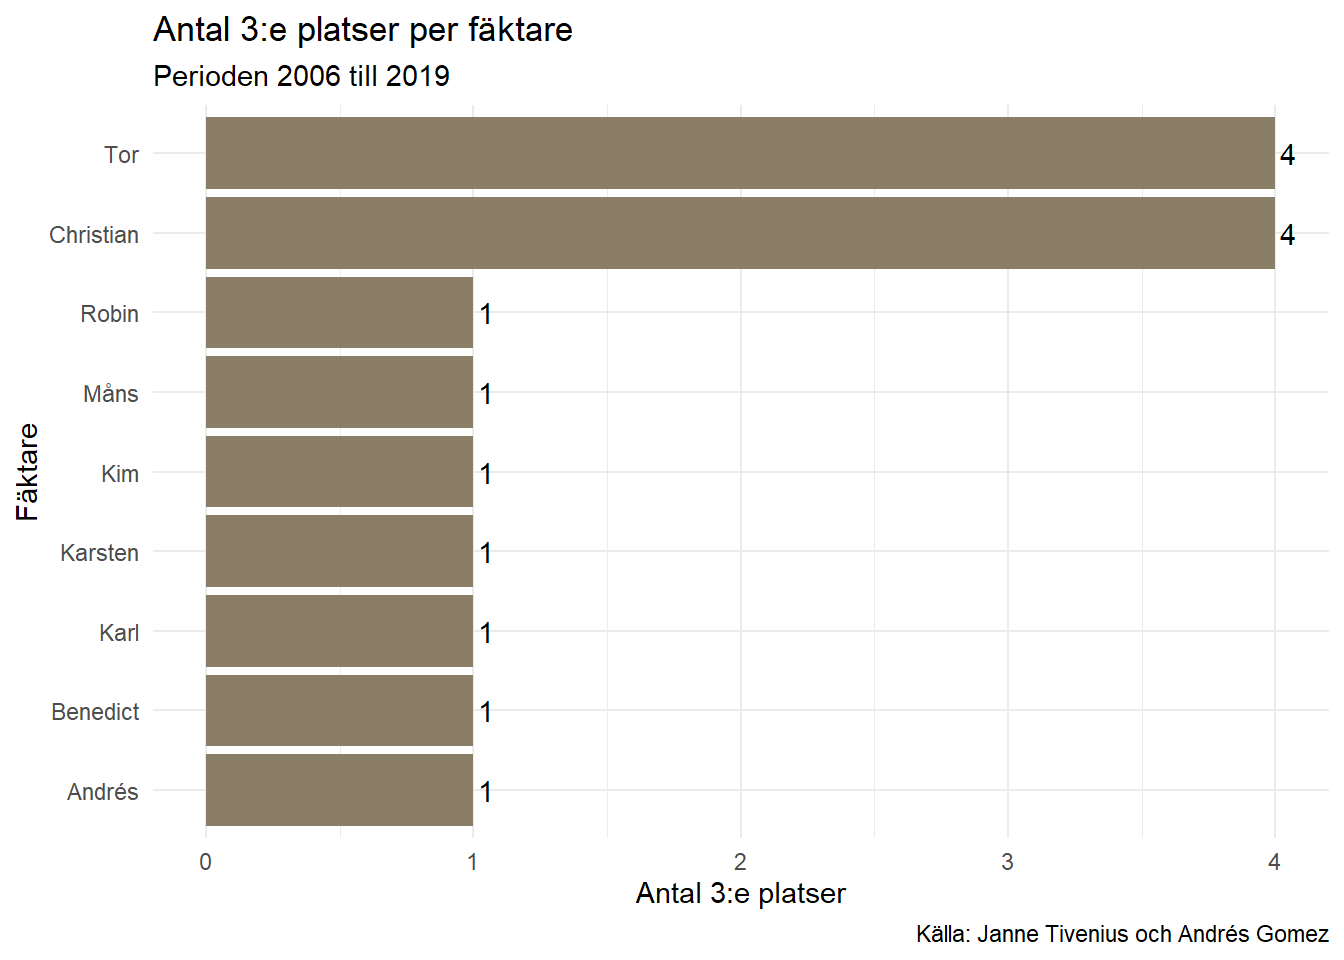 Antal 3:e platser per fäktare
Perioden 2006 till 2019
Tor
4
Christian
4
Robin
1
Måns
1
Kim
1
Karsten
1
Karl
1
Benedict
1
Andrés
1
Fäktare
0 1 2 3 4
Antal 3:e platser
Källa: Janne Tivenius och Andrés Gomez